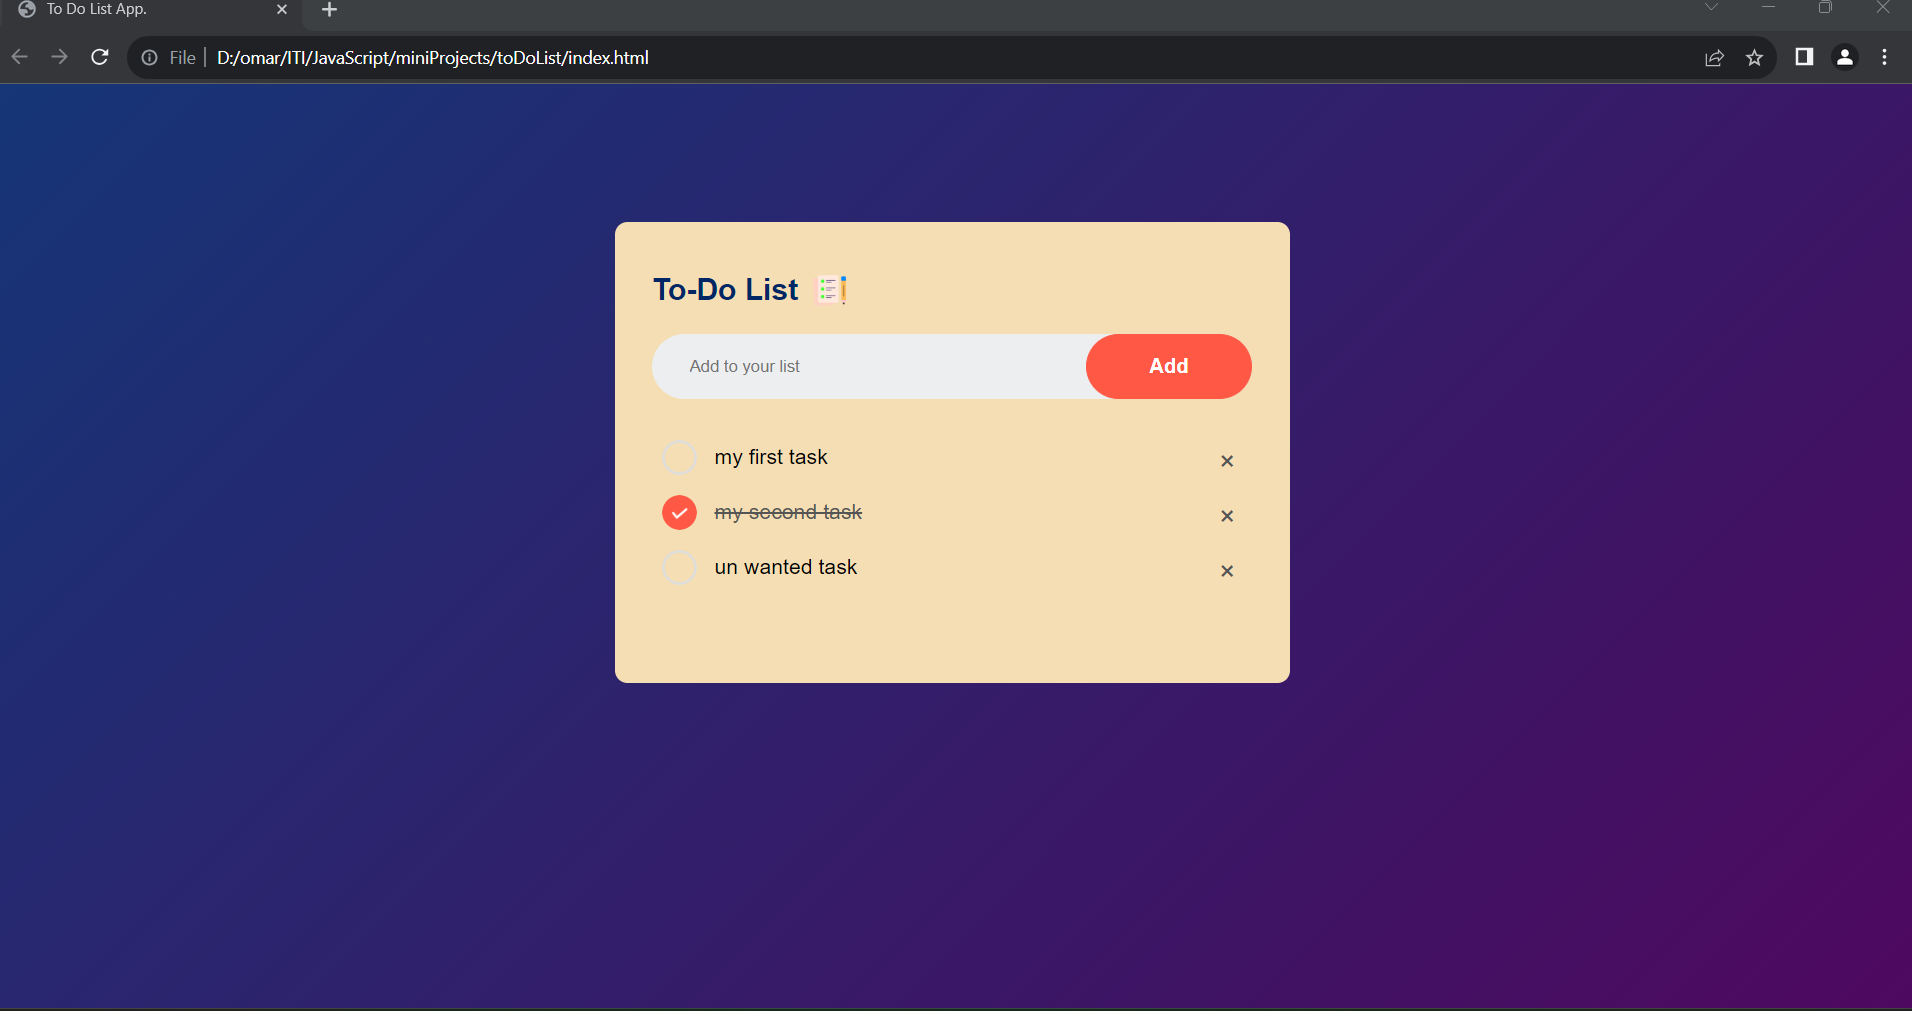 To Do List App.
File D:/omar/ITI/JavaScript/miniProjects/toDoList/index.html
To-Do List
Add to your list
Add
my first task
my second task
un wanted task